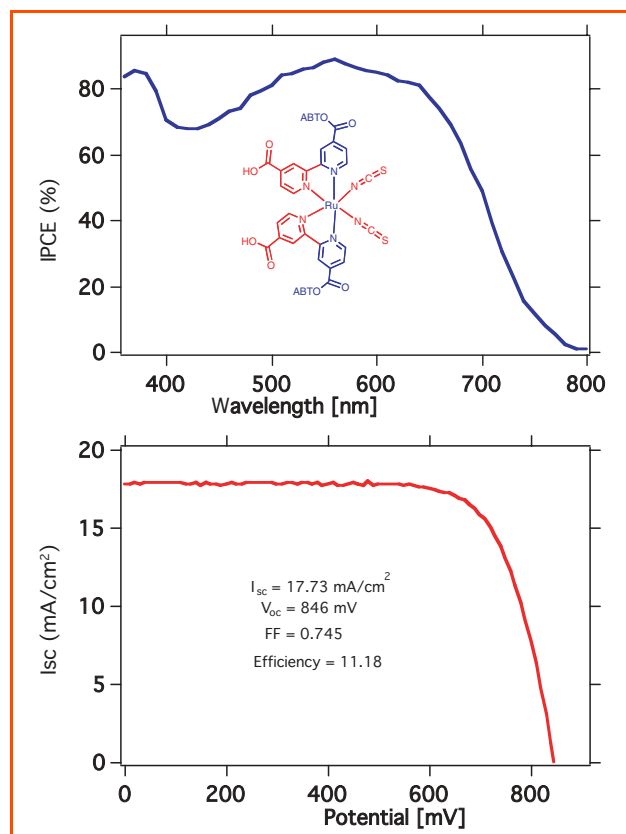 80
60
40
20
0
IPCE (%)
ABTO
O
O
HO
N
N
N=C=S
Ru
N
N
N=C=S
HO
O
ABTO
O
400 500 600 700 800
Wavelength [nm]
20
15
10
5
0
Isc (mA/cm²)
I_sc = 17.73 mA/cm²
V_oc = 846 mV
FF = 0.745
Efficiency = 11.18
0 200 400 600 800
Potential [mV]